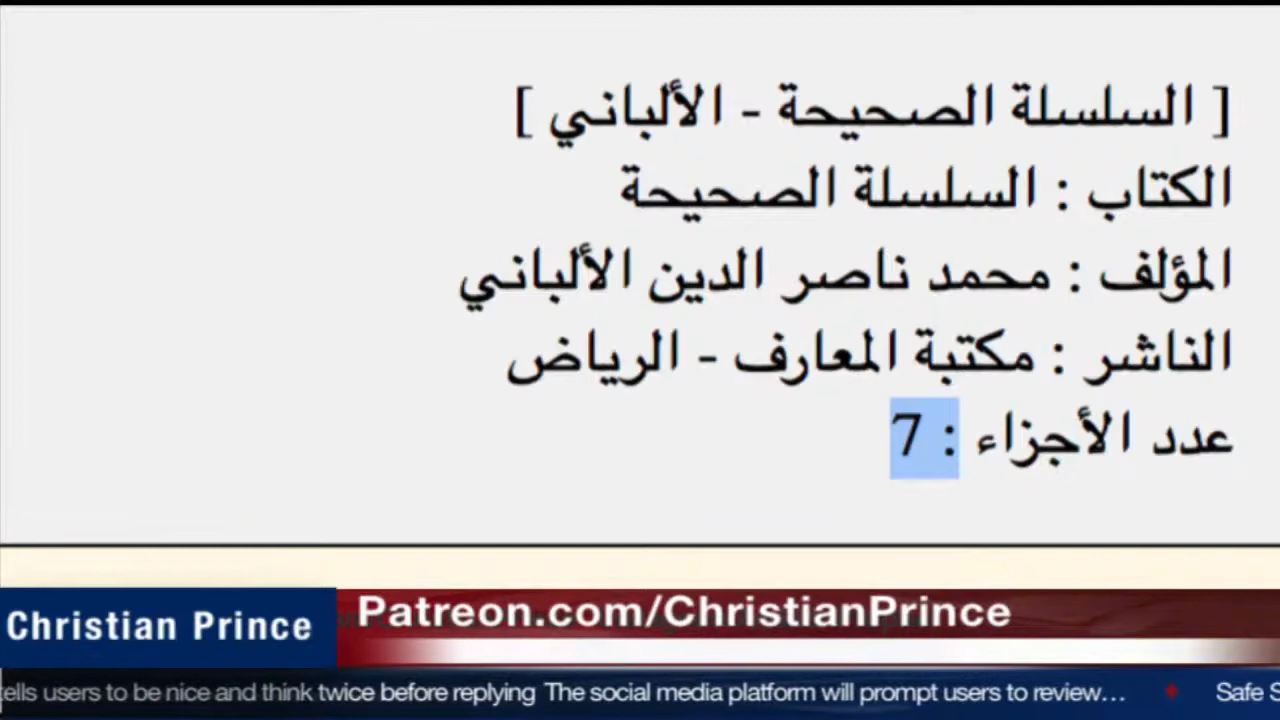 [ السلسلة الصحيحة - الألباني ]
الكتاب : السلسلة الصحيحة
المؤلف : محمد ناصر الدين الألباني
الناشر : مكتبة المعارف - الرياض
عدد الأجزاء : 7
Christian Prince
Patreon.com/ChristianPrince
ells users to be nice and think twice before replying The social media platform will prompt users to review… Safe S